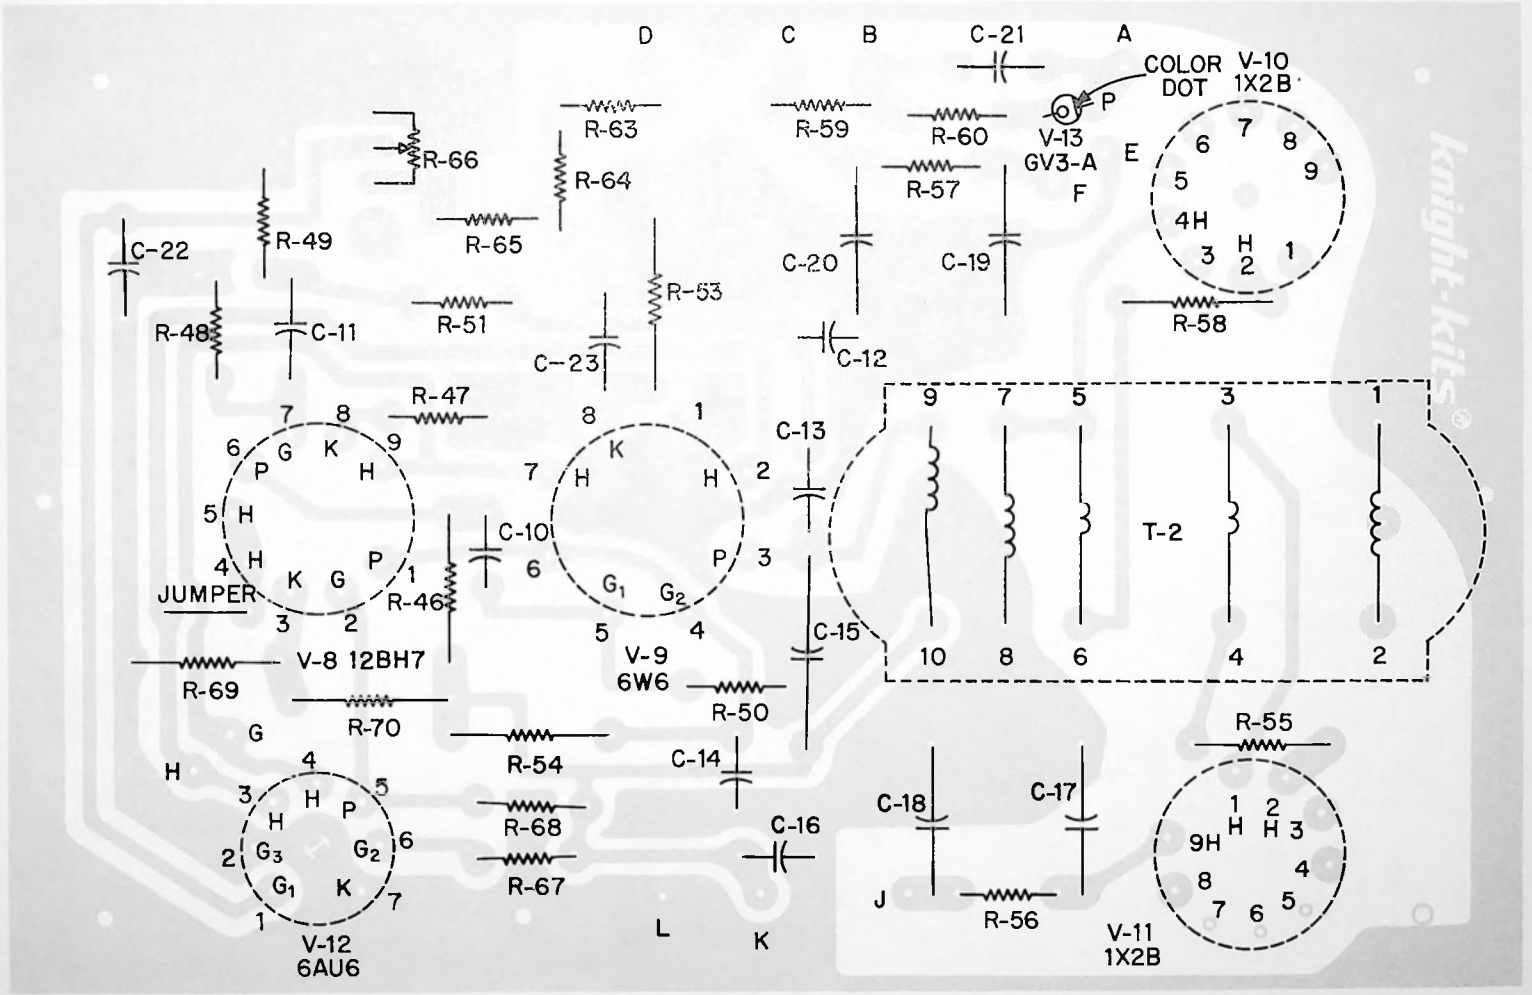 D
C
B
C-21
A
COLOR
DOT
V-10
1X2B
P
V-13
GV3-A
R-63
R-59
R-60
R-57
E
F
7
8
9
6
5
4H
3
H
2
1
R-66
R-64
R-65
R-49
C-22
R-48
C-11
R-51
C-23
R-53
C-20
C-19
C-12
R-58
knight-kits®
R-47
7
8
9
6
G
K
P
H
5
H
4
H
K
G
P
1
3
2
JUMPER
R-46
C-10
V-8 12BH7
8
1
7
K
H
H
2
6
P
3
G1
G2
5
4
V-9
6W6
C-13
C-15
9
7
5
3
1
T-2
10
8
6
4
2
R-69
R-70
R-50
R-54
C-14
R-68
R-67
C-16
G
H
4
3
5
H
P
H
2
G3
G2
6
G1
K
1
7
V-12
6AU6
L
K
J
C-18
C-17
R-56
R-55
1
2
H
H
3
9H
4
8
5
7
6
V-11
1X2B